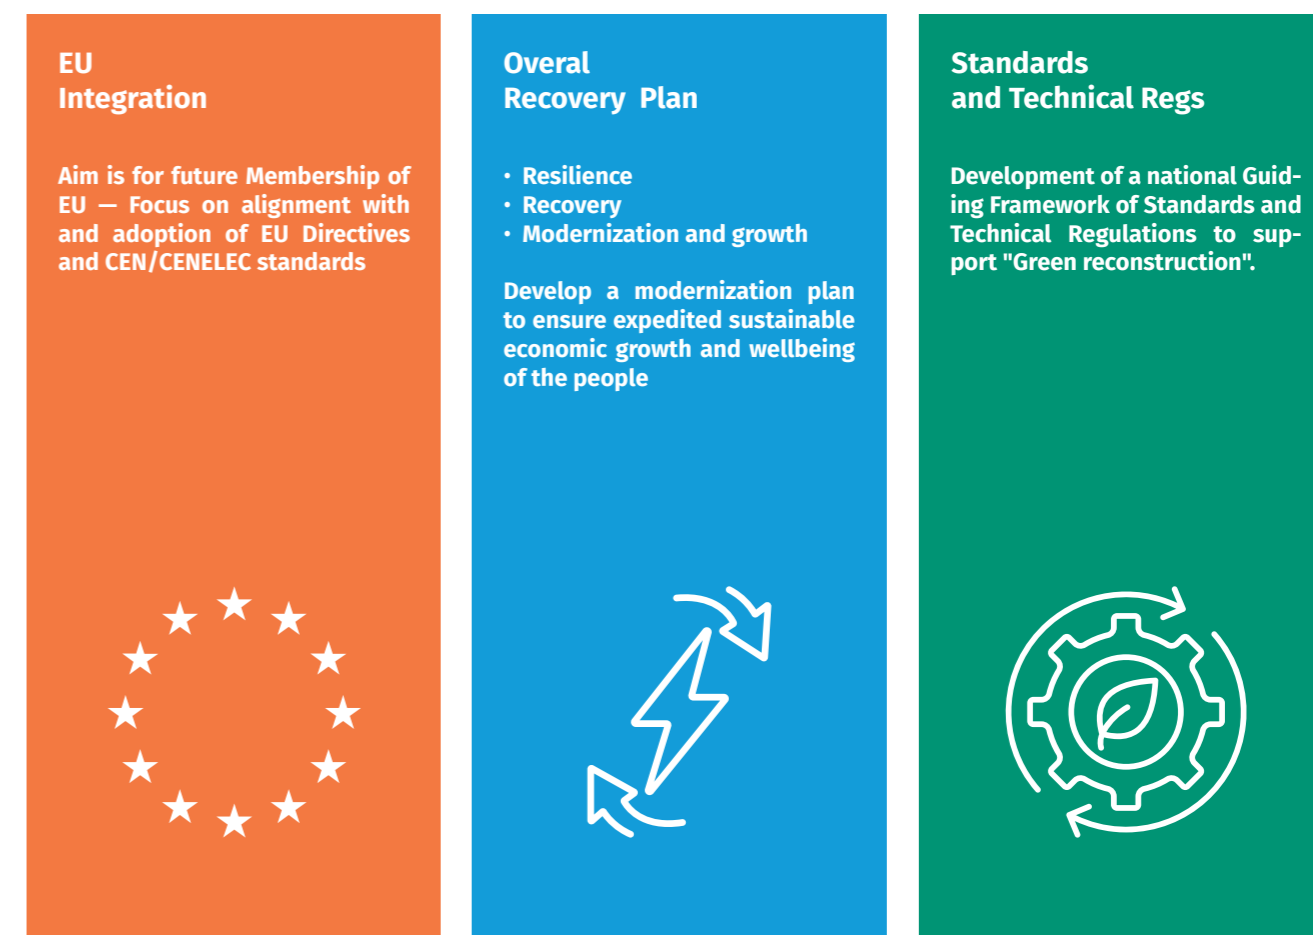 EU
Integration
Aim is for future Membership of
EU — Focus on alignment with
and adoption of EU Directives
and CEN/CENELEC standards
Overal
Recovery Plan
• Resilience
• Recovery
• Modernization and growth
Develop a modernization plan
to ensure expedited sustainable
economic growth and wellbeing
of the people
Standards
and Technical Regs
Development of a national Guid-
ing Framework of Standards and
Technical Regulations to sup-
port "Green reconstruction".